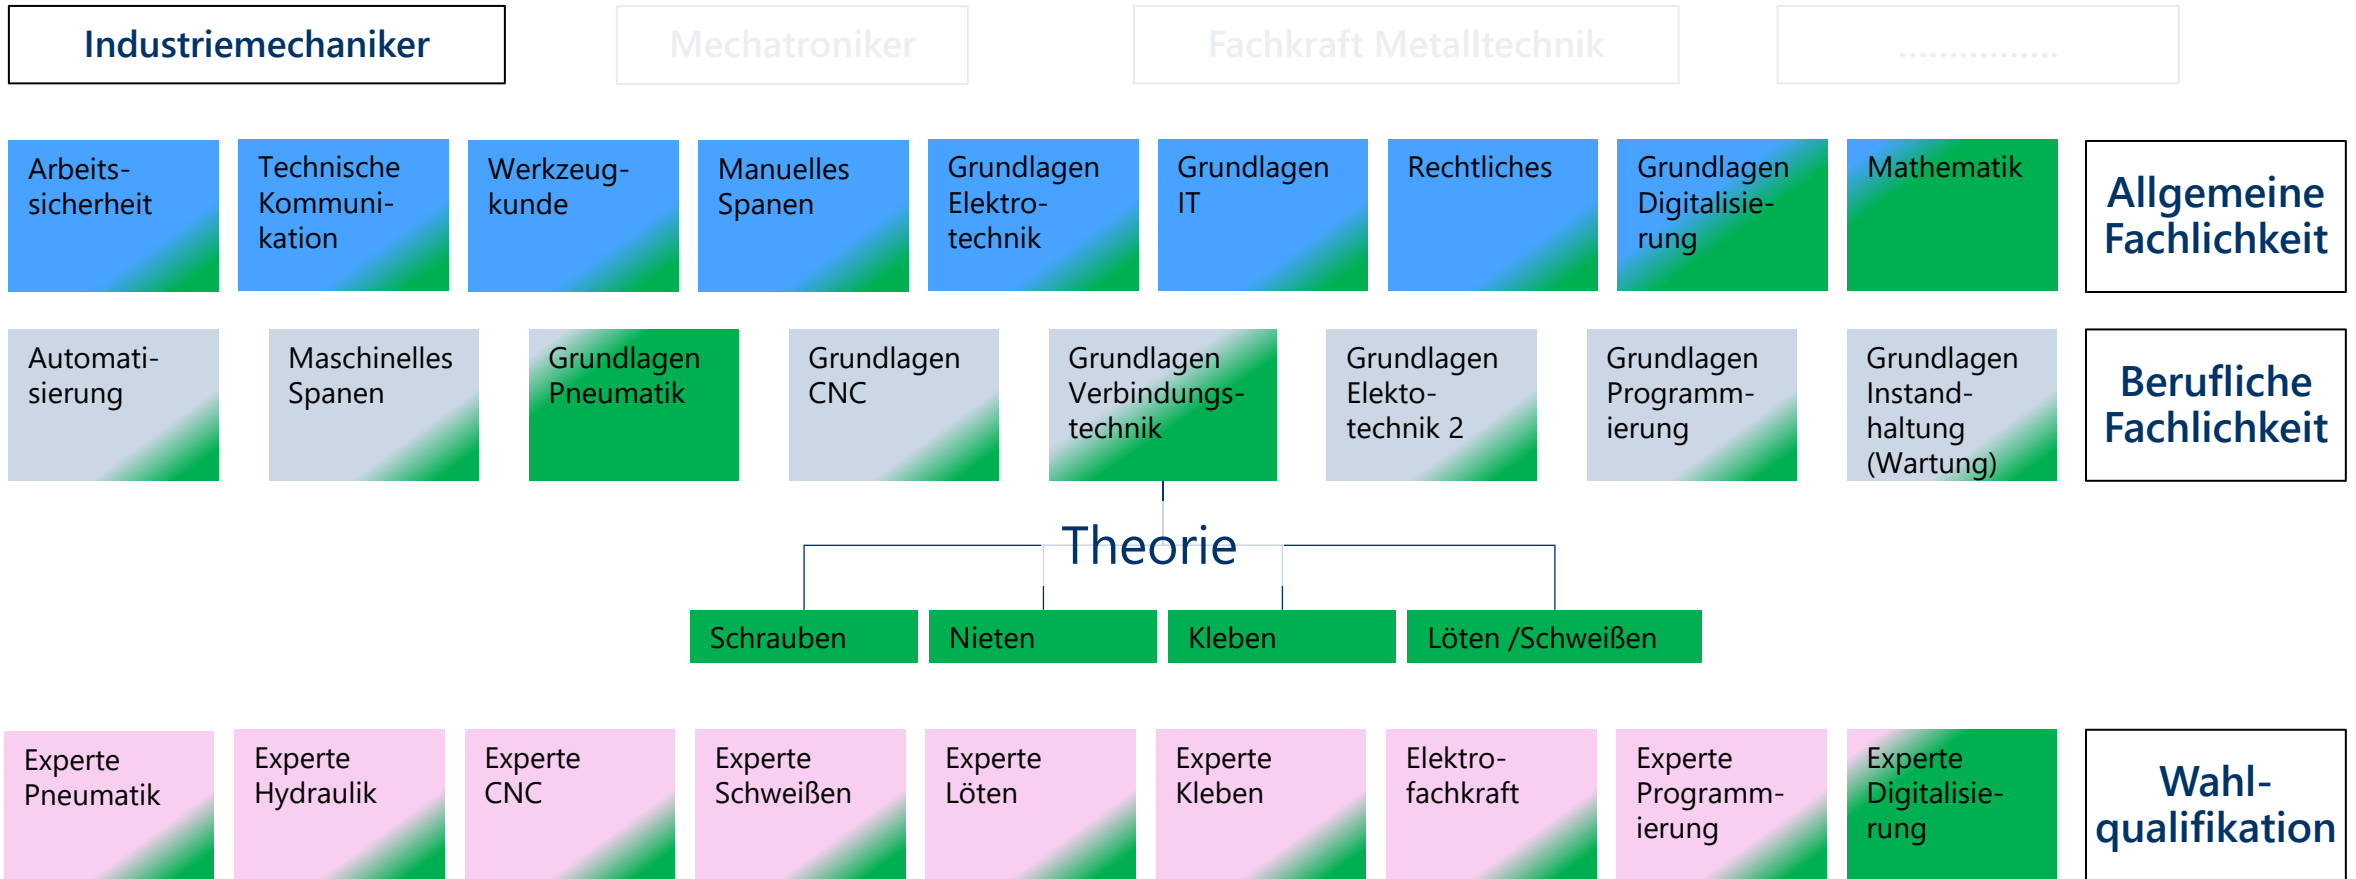 Industriemechaniker
Mechatroniker
Fachkraft Metalltechnik
................
Arbeits-
sicherheit
Technische
Kommuni-
kation
Werkzeug-
kunde
Manuelles
Spanen
Grundlagen
Elektro-
technik
Grundlagen
IT
Rechtliches
Grundlagen
Digitalisie-
rung
Mathematik
Allgemeine
Fachlichkeit
Automati-
sierung
Maschinelles
Spanen
Grundlagen
Pneumatik
Grundlagen
CNC
Grundlagen
Verbindungs-
technik
Grundlagen
Elekto-
technik 2
Grundlagen
Programm-
ierung
Grundlagen
Instand-
haltung
(Wartung)
Berufliche
Fachlichkeit
Theorie
Schrauben
Nieten
Kleben
Löten /Schweißen
Experte
Pneumatik
Experte
Hydraulik
Experte
CNC
Experte
Schweißen
Experte
Löten
Experte
Kleben
Elektro-
fachkraft
Experte
Programm-
ierung
Experte
Digitalisie-
rung
Wahl-
qualifikation